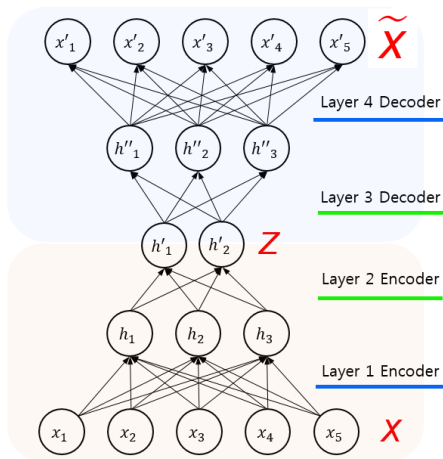 x'₁ x'₂ x'₃ x'₄ x'₅ X̃
Layer 4 Decoder
h''₁ h''₂ h''₃
Layer 3 Decoder
h'₁ h'₂ Z
Layer 2 Encoder
h₁ h₂ h₃
Layer 1 Encoder
x₁ x₂ x₃ x₄ x₅ X